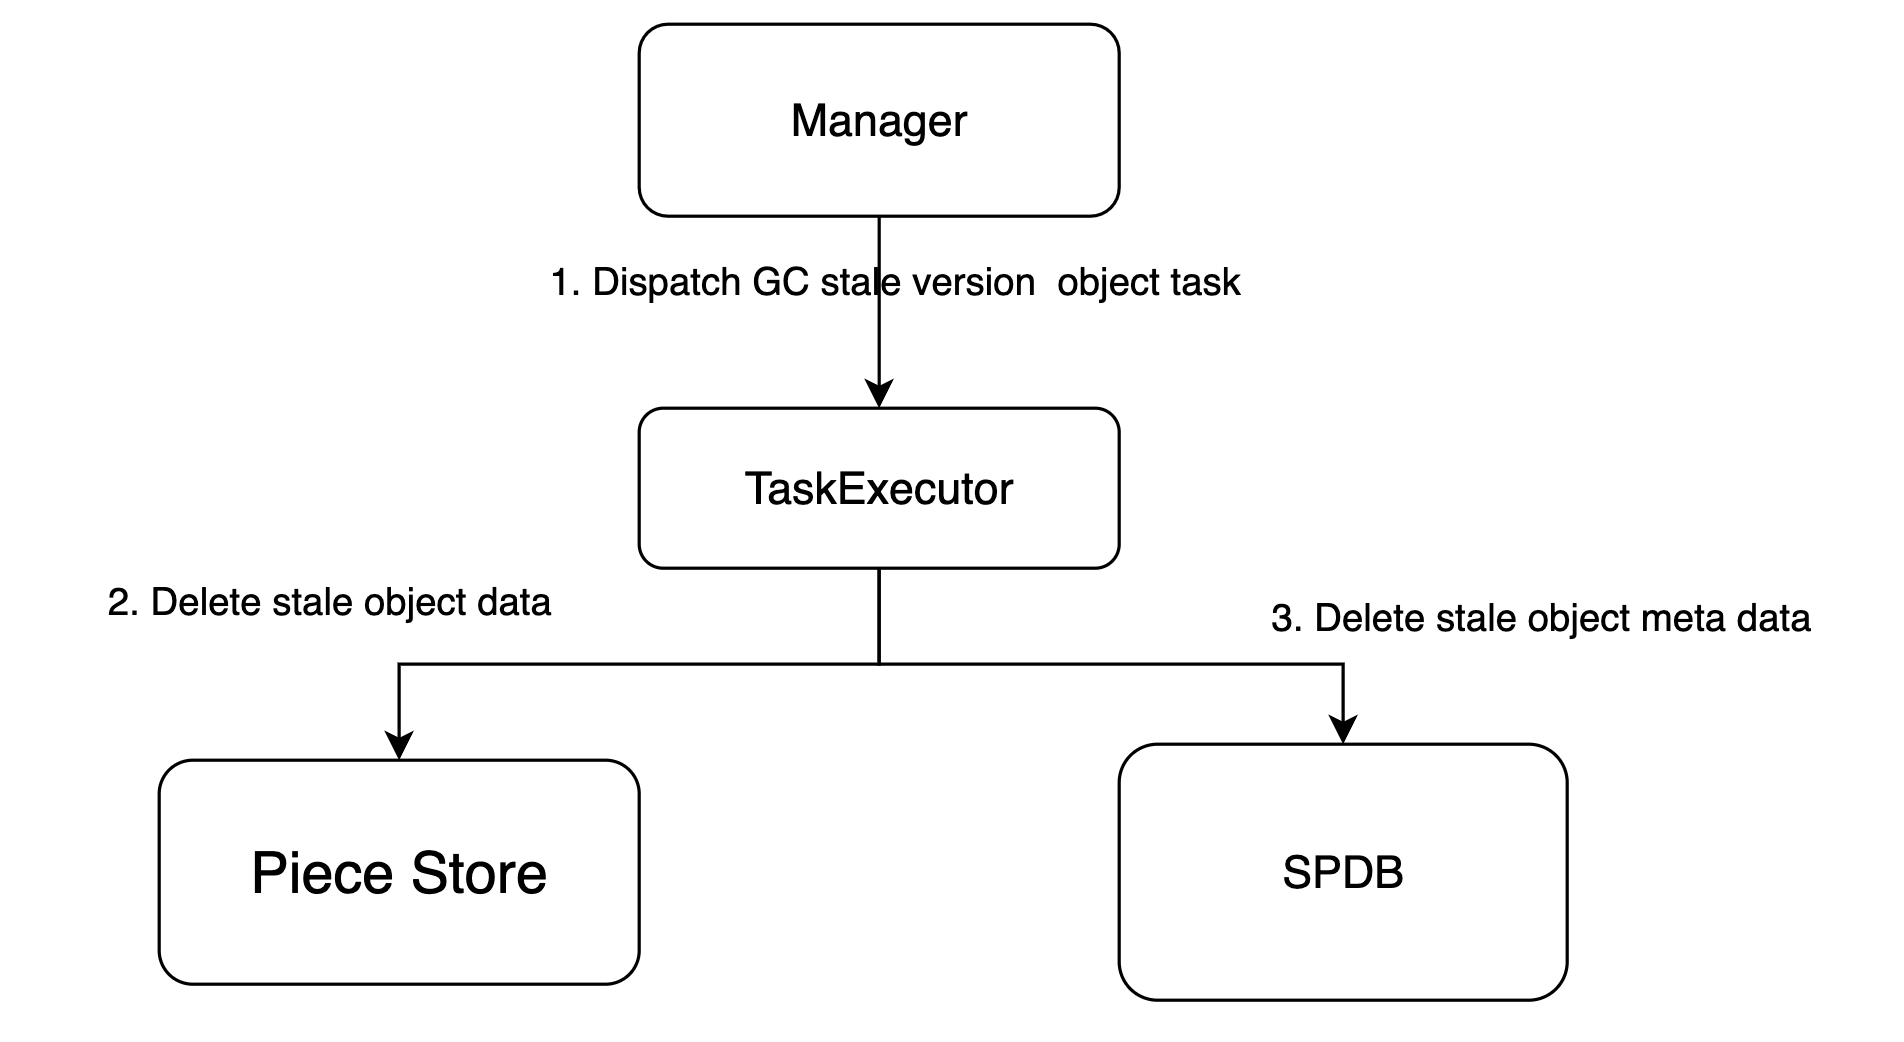 Manager
1. Dispatch GC stale version  object task
TaskExecutor
2. Delete stale object data
3. Delete stale object meta data
Piece Store
SPDB